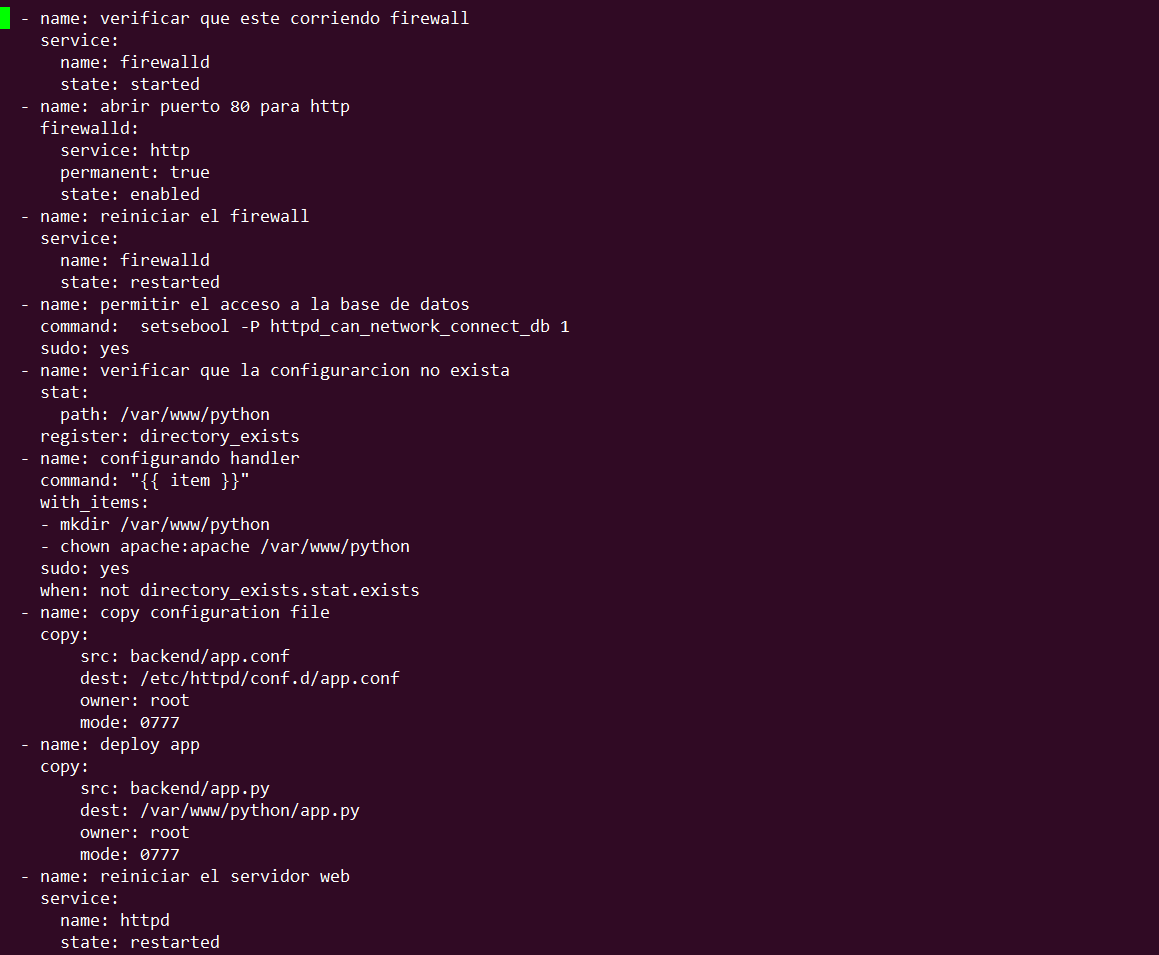 - name: verificar que este corriendo firewall
  service:
    name: firewalld
    state: started
- name: abrir puerto 80 para http
  firewalld:
    service: http
    permanent: true
    state: enabled
- name: reiniciar el firewall
  service:
    name: firewalld
    state: restarted
- name: permitir el acceso a la base de datos
  command:  setsebool -P httpd_can_network_connect_db 1
  sudo: yes
- name: verificar que la configurarcion no exista
  stat:
    path: /var/www/python
  register: directory_exists
- name: configurando handler
  command: "{{ item }}"
  with_items:
  - mkdir /var/www/python
  - chown apache:apache /var/www/python
  sudo: yes
  when: not directory_exists.stat.exists
- name: copy configuration file
  copy:
      src: backend/app.conf
      dest: /etc/httpd/conf.d/app.conf
      owner: root
      mode: 0777
- name: deploy app
  copy:
      src: backend/app.py
      dest: /var/www/python/app.py
      owner: root
      mode: 0777
- name: reiniciar el servidor web
  service:
    name: httpd
    state: restarted